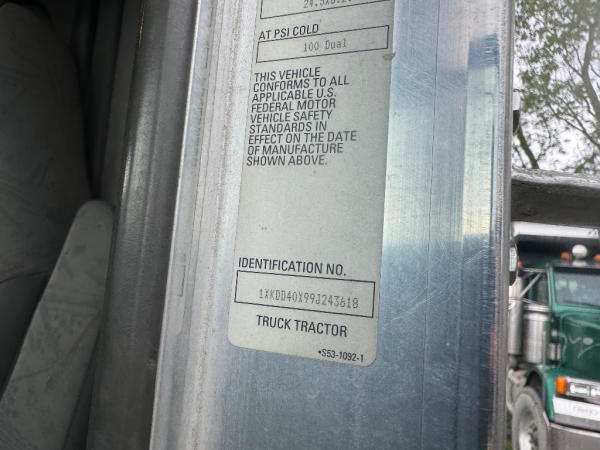 AT PSI COLD
100 Dual
THIS VEHICLE
CONFORMS TO ALL
APPLICABLE U.S.
FEDERAL MOTOR
VEHICLE SAFETY
STANDARDS IN
EFFECT ON THE DATE
OF MANUFACTURE
SHOWN ABOVE.
IDENTIFICATION NO.
1XKDD40X99J243618
TRUCK TRACTOR
•S53-1092-1